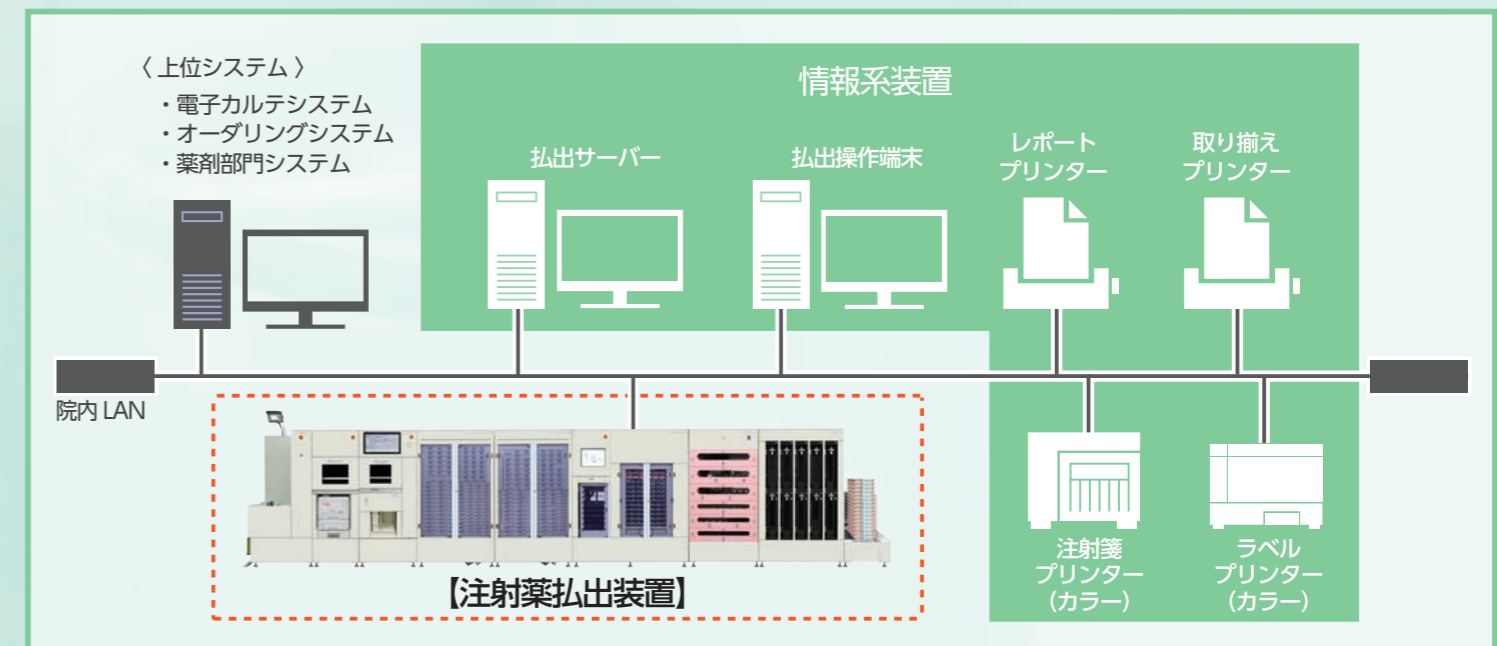 〈 上位システム 〉
・電子カルテシステム
・オーダリングシステム
・薬剤部門システム
情報系装置
払出サーバー
払出操作端末
レポート
プリンター
取り揃え
プリンター
院内 LAN
【注射薬払出装置】
注射箋
プリンター
（カラー）
ラベル
プリンター
（カラー）